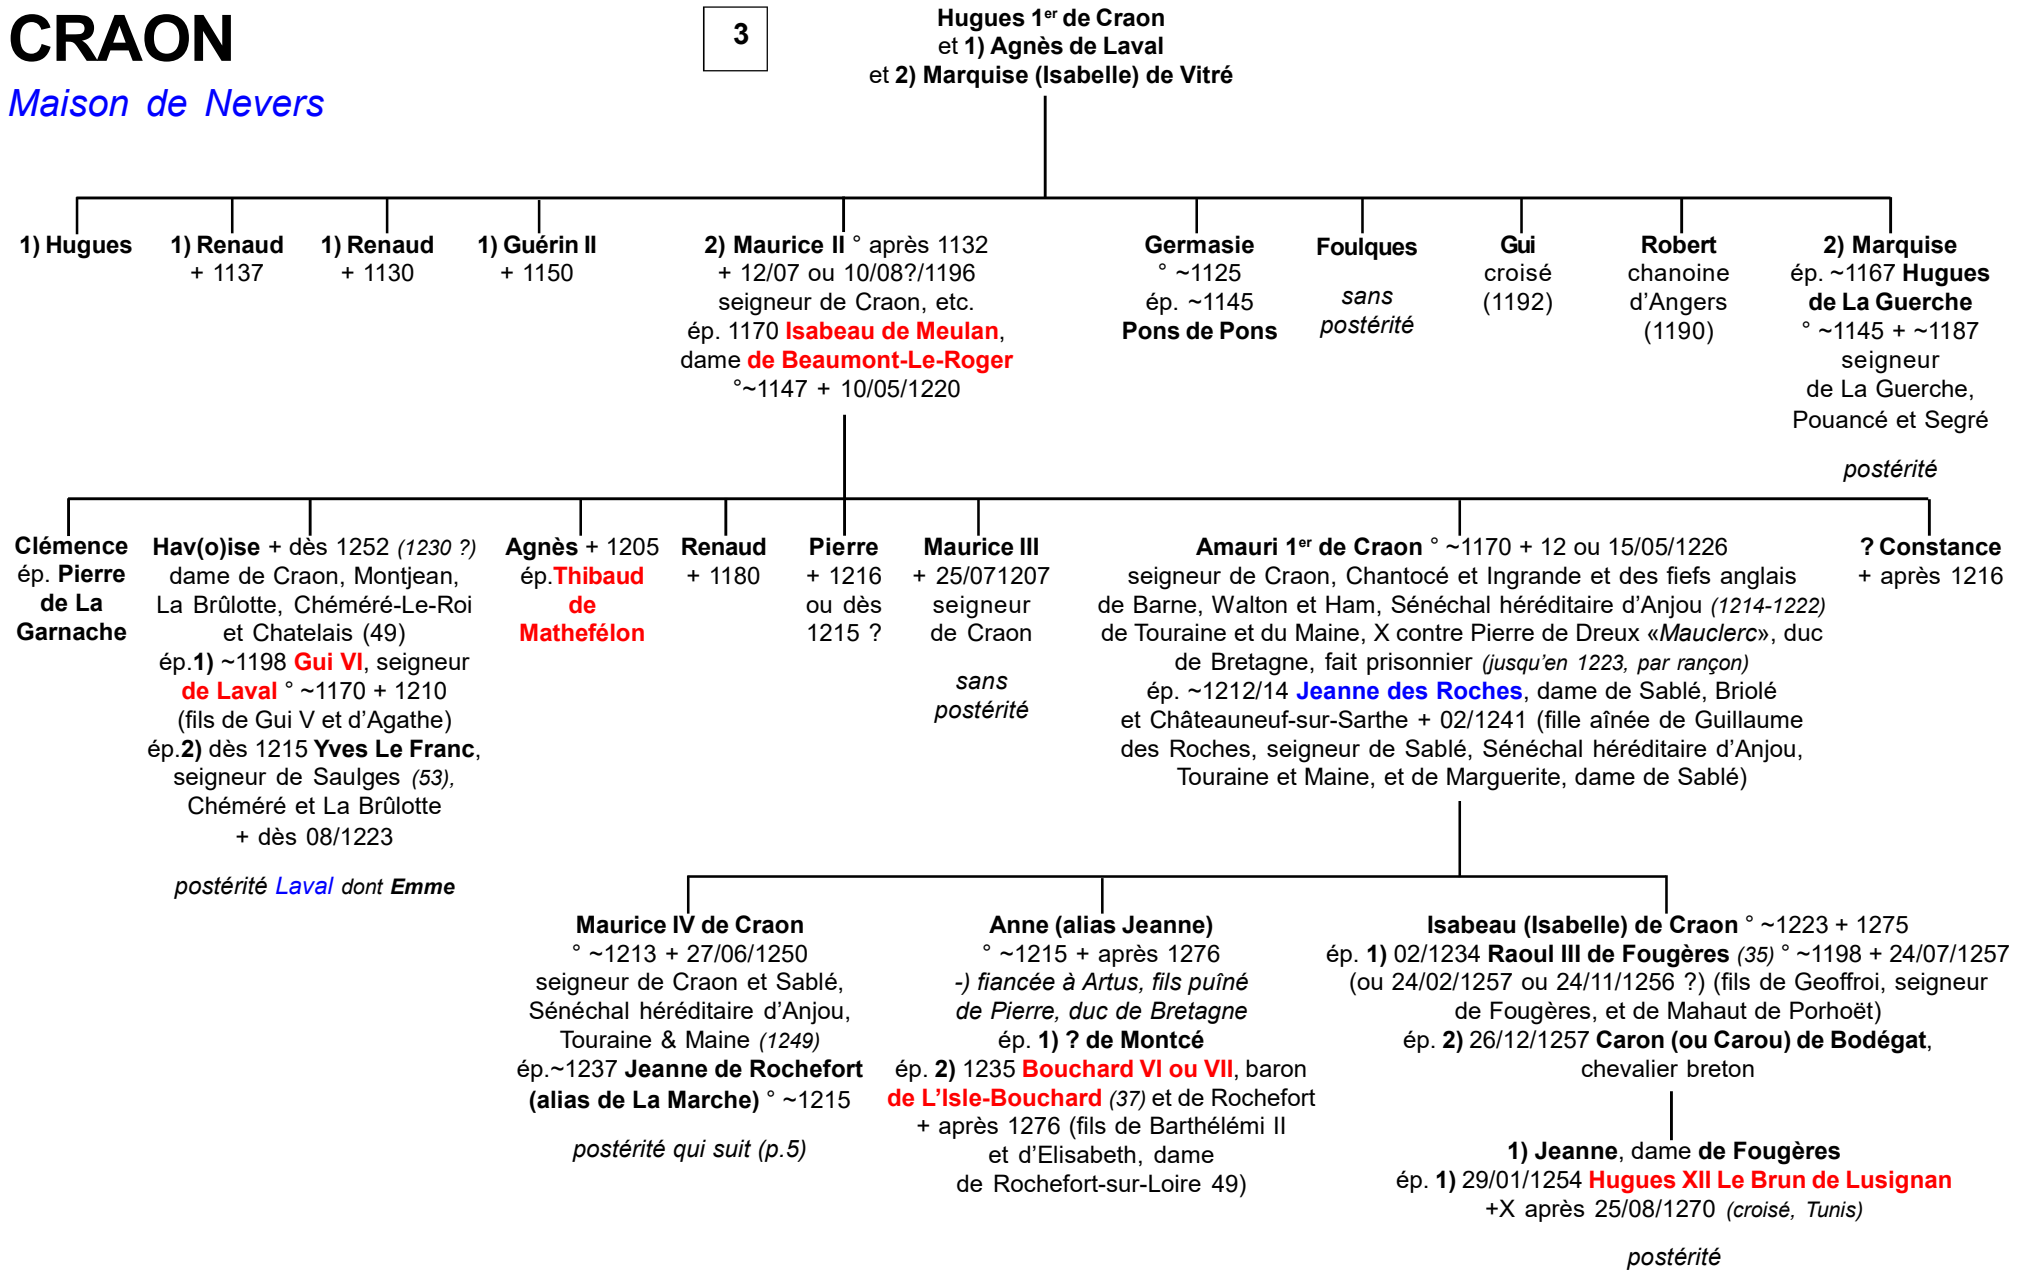 CRAON
Maison de Nevers
3
Hugues 1er de Craon
et 1) Agnès de Laval
et 2) Marquise (Isabelle) de Vitré
1) Hugues
1) Renaud
+ 1137
1) Renaud
+ 1130
1) Guérin II
+ 1150
2) Maurice II ° après 1132
+ 12/07 ou 10/08?/1196
seigneur de Craon, etc.
ép. 1170 Isabeau de Meulan,
dame de Beaumont-Le-Roger
°~1147 + 10/05/1220
Germasie
° ~1125
ép. ~1145
Pons de Pons
Foulques
sans
postérité
Gui
croisé
(1192)
Robert
chanoine
d'Angers
(1190)
2) Marquise
ép. ~1167 Hugues
de La Guerche
° ~1145 + ~1187
seigneur
de La Guerche,
Pouancé et Segré
postérité
Clémence
ép. Pierre
de La
Garnache
Hav(o)ise + dès 1252 (1230 ?)
dame de Craon, Montjean,
La Brûlotte, Chéméré-Le-Roi
et Chatelais (49)
ép.1) ~1198 Gui VI, seigneur
de Laval ° ~1170 + 1210
(fils de Gui V et d'Agathe)
ép.2) dès 1215 Yves Le Franc,
seigneur de Saulges (53),
Chéméré et La Brûlotte
+ dès 08/1223
postérité Laval dont Emme
Agnès + 1205
ép.Thibaud
de
Mathefélon
Renaud
+ 1180
Pierre
+ 1216
ou dès
1215 ?
Maurice III
+ 25/071207
seigneur
de Craon
sans
postérité
Amauri 1er de Craon ° ~1170 + 12 ou 15/05/1226
seigneur de Craon, Chantocé et Ingrande et des fiefs anglais
de Barne, Walton et Ham, Sénéchal héréditaire d'Anjou (1214-1222)
de Touraine et du Maine, X contre Pierre de Dreux «Mauclerc», duc
de Bretagne, fait prisonnier (jusqu'en 1223, par rançon)
ép. ~1212/14 Jeanne des Roches, dame de Sablé, Briolé
et Châteauneuf-sur-Sarthe + 02/1241 (fille aînée de Guillaume
des Roches, seigneur de Sablé, Sénéchal héréditaire d'Anjou,
Touraine et Maine, et de Marguerite, dame de Sablé)
? Constance
+ après 1216
Maurice IV de Craon
° ~1213 + 27/06/1250
seigneur de Craon et Sablé,
Sénéchal héréditaire d'Anjou,
Touraine & Maine (1249)
ép.~1237 Jeanne de Rochefort
(alias de La Marche) ° ~1215
postérité qui suit (p.5)
Anne (alias Jeanne)
° ~1215 + après 1276
-) fiancée à Artus, fils puîné
de Pierre, duc de Bretagne
ép. 1) ? de Montcé
ép. 2) 1235 Bouchard VI ou VII, baron
de L'Isle-Bouchard (37) et de Rochefort
+ après 1276 (fils de Barthélémi II
et d'Elisabeth, dame
de Rochefort-sur-Loire 49)
Isabeau (Isabelle) de Craon ° ~1223 + 1275
ép. 1) 02/1234 Raoul III de Fougères (35) ° ~1198 + 24/07/1257
(ou 24/02/1257 ou 24/11/1256 ?) (fils de Geoffroi, seigneur
de Fougères, et de Mahaut de Porhoët)
ép. 2) 26/12/1257 Caron (ou Carou) de Bodégat,
chevalier breton
1) Jeanne, dame de Fougères
ép. 1) 29/01/1254 Hugues XII Le Brun de Lusignan
+X après 25/08/1270 (croisé, Tunis)
postérité